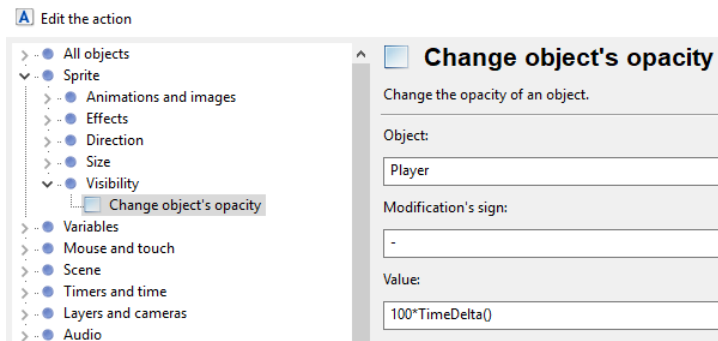 Edit the action
All objects
Sprite
Animations and images
Effects
Direction
Size
Visibility
Change object's opacity
Variables
Mouse and touch
Scene
Timers and time
Layers and cameras
Audio
Change object's opacity
Change the opacity of an object.
Object:
Player
Modification's sign:
-
Value:
100*TimeDelta()